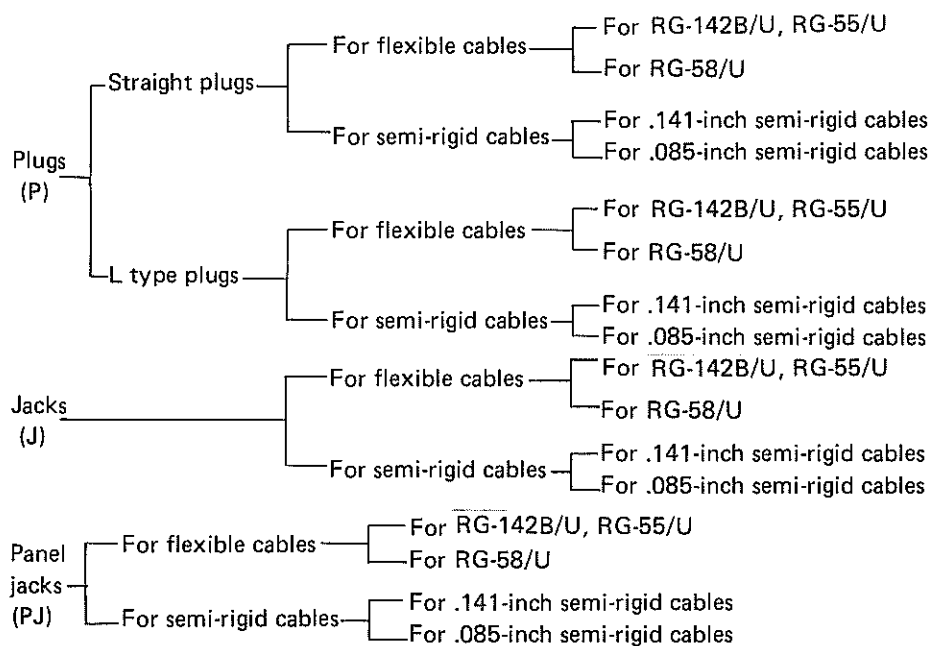 For RG-142B/U, RG-55/U
For flexible cables
For RG-58/U
Straight plugs
For .141-inch semi-rigid cables
For semi-rigid cables
For .085-inch semi-rigid cables
Plugs
(P)
For RG-142B/U, RG-55/U
For flexible cables
For RG-58/U
L type plugs
For .141-inch semi-rigid cables
For semi-rigid cables
For .085-inch semi-rigid cables
For RG-142B/U, RG-55/U
For flexible cables
For RG-58/U
Jacks
(J)
For .141-inch semi-rigid cables
For semi-rigid cables
For .085-inch semi-rigid cables
For RG-142B/U, RG-55/U
For flexible cables
For RG-58/U
Panel
jacks
(PJ)
For .141-inch semi-rigid cables
For semi-rigid cables
For .085-inch semi-rigid cables